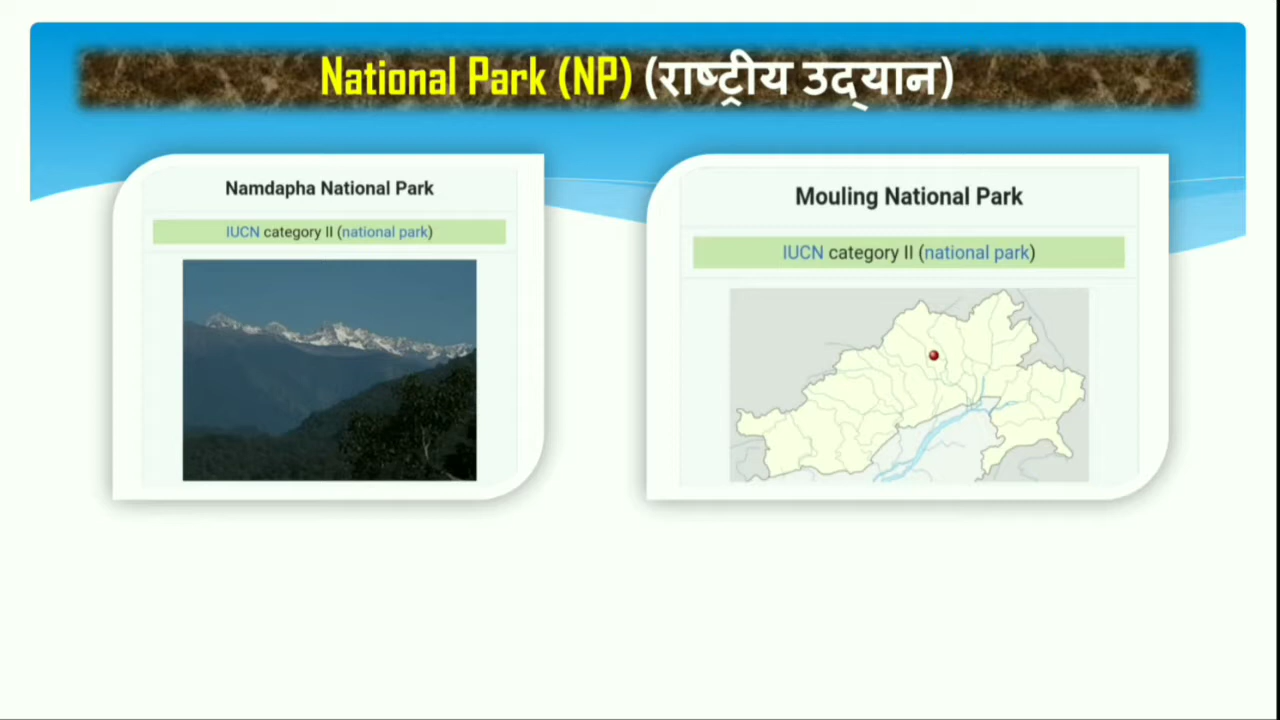 National Park (NP) (राष्ट्रीय उद्‌यान)
Namdapha National Park
IUCN category II (national park)
Mouling National Park
IUCN category II (national park)